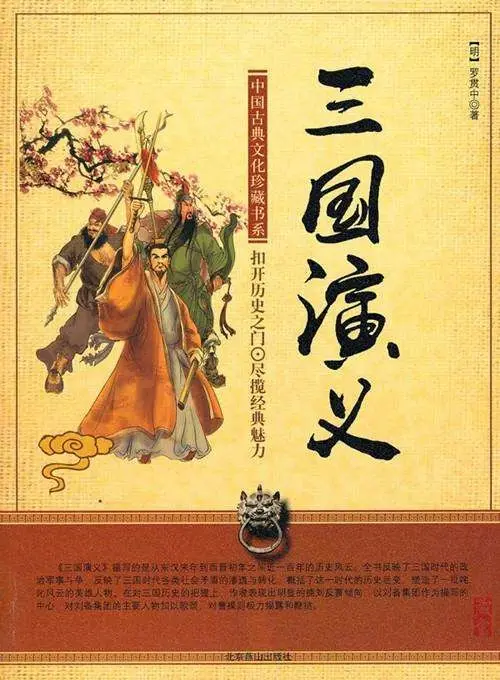 [明]罗贯中◎著
三国演义
中国古典文化珍藏书系
扣开历史之门⊙尽揽经典魅力
《三国演义》描写的是从东汉末年到西晋初年之间近一百年的历史风云。全书反映了三国时代的政
治军事斗争，反映了三国时代各类社会矛盾的渗透与转化，概括了这一时代的历史巨变，塑造了一批咤
叱风云的英雄人物。在对三国历史的把握上，作者表现出明显的拥刘反曹倾向，以刘备集团作为描写的
中心，对刘备集团的主要人物加以歌颂，对曹操则极力揭露和鞭挞。
北京燕山出版社